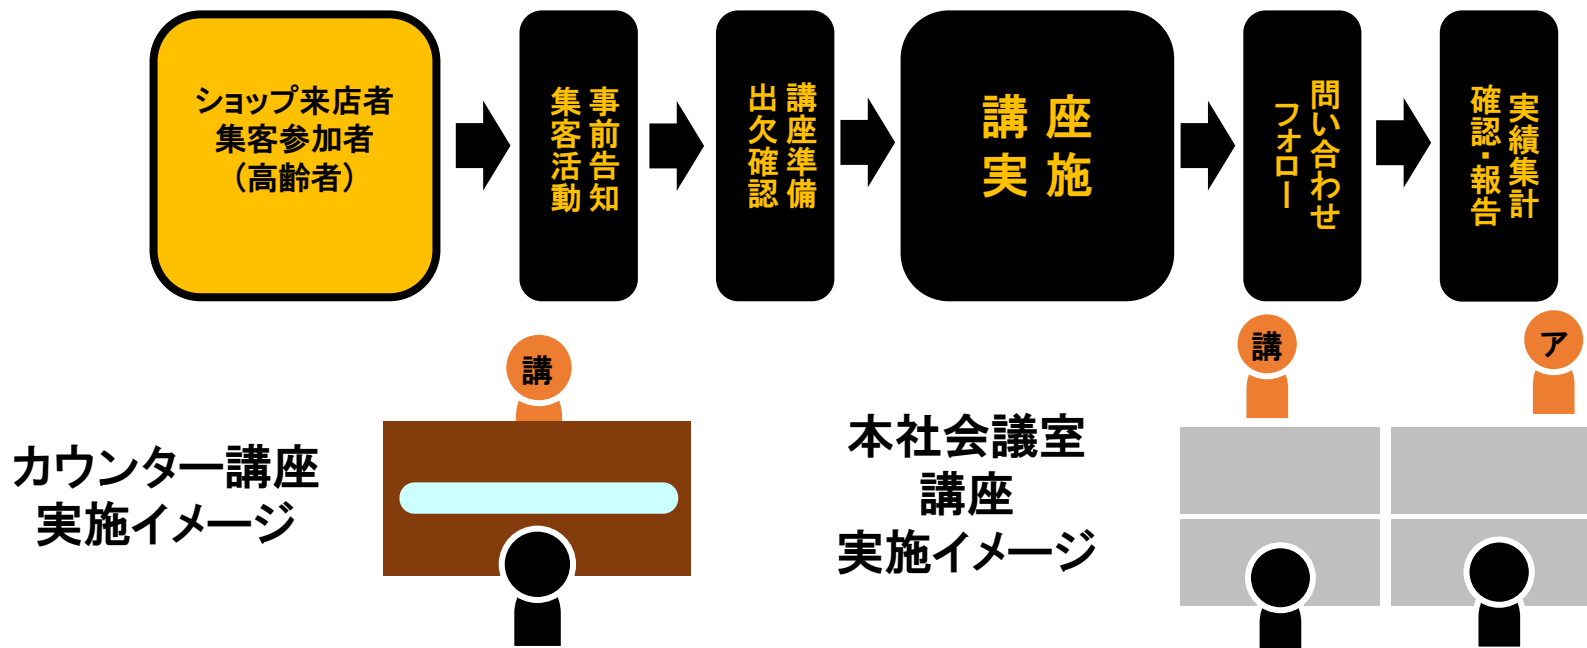 ショップ来店者
集客参加者
（高齢者）
事前告知
集客活動
講座準備
出欠確認
講座
実施
問い合わせ
フォロー
実績集計
確認・報告
講
カウンター講座
実施イメージ
本社会議室
講座
実施イメージ
講
ア